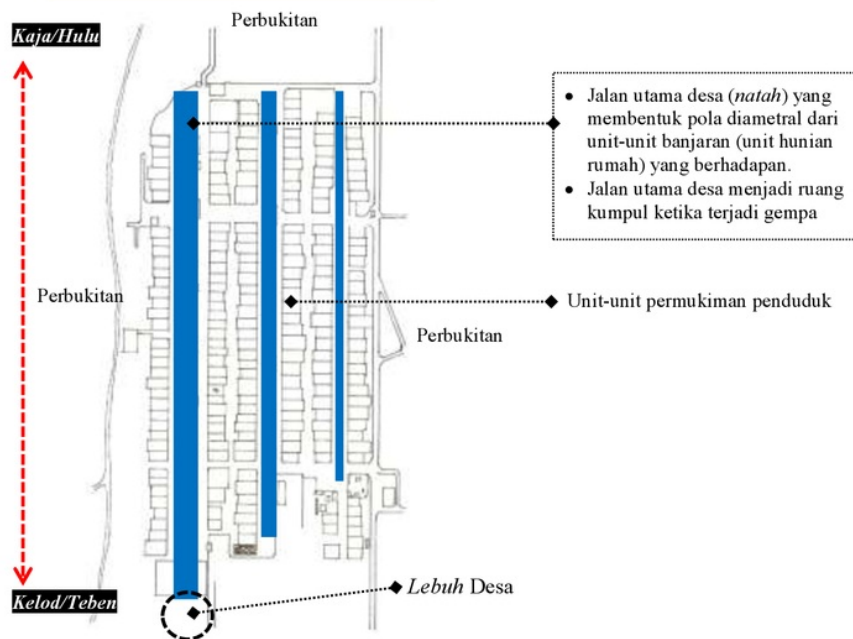 Perbukitan
Kaja/Hulu
• Jalan utama desa (natah) yang
membentuk pola diametral dari
unit-unit banjaran (unit hunian
rumah) yang berhadapan.
• Jalan utama desa menjadi ruang
kumpul ketika terjadi gempa
Perbukitan
Unit-unit permukiman penduduk
Perbukitan
Kelod/Teben
Lebuh Desa